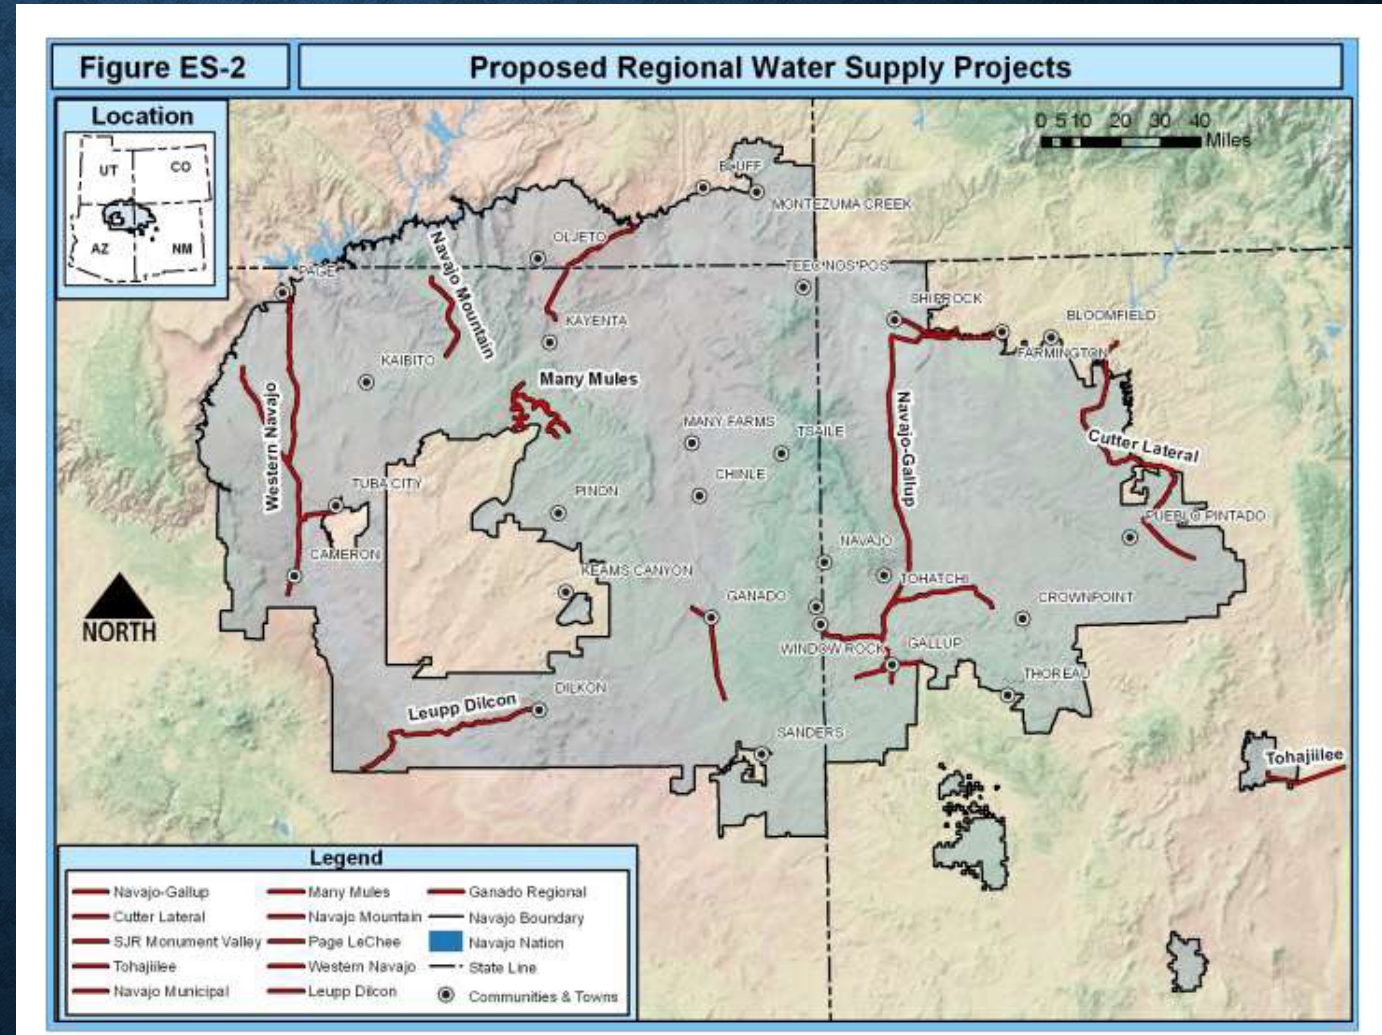 Figure ES-2
Proposed Regional Water Supply Projects
Location
UT
CO
AZ
NM
0 5 10 20 30 40
Miles
BLUFF
MONTEZUMA CREEK
OLJETO
Navajo Mountain
PAGE
TEEC NOS POS
SHIPROCK
BLOOMFIELD
FARMINGTON
KAYENTA
KAIBITO
Many Mules
Western Navajo
Navajo-Gallup
MANY FARMS
TSAILE
Cutter Lateral
CHINLE
TUBA CITY
PINON
PUEBLO PINTADO
NAVAJO
CAMERON
KEAMS CANYON
TOHATCHI
GANADO
CROWNPOINT
NORTH
WINDOW ROCK
GALLUP
THOREAU
DILKON
Leupp Dilcon
SANDERS
Tohajiilee
Legend
Navajo-Gallup
Cutter Lateral
SJR Monument Valley
Tohajiilee
Navajo Municipal
Many Mules
Navajo Mountain
Page LeChee
Western Navajo
Leupp Dilcon
Ganado Regional
Navajo Boundary
Navajo Nation
State Line
Communities & Towns